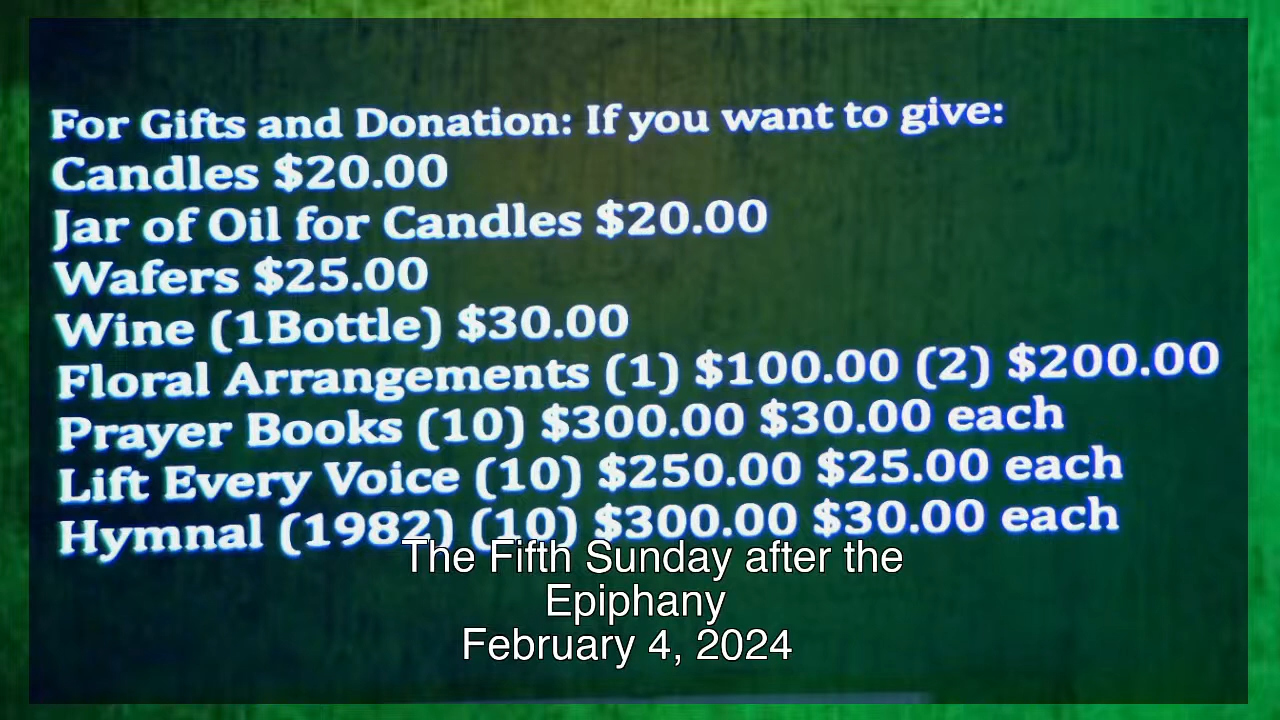 For Gifts and Donation: If you want to give:
Candles $20.00
Jar of Oil for Candles $20.00
Wafers $25.00
Wine (1Bottle) $30.00
Floral Arrangements (1) $100.00 (2) $200.00
Prayer Books (10) $300.00 $30.00 each
Lift Every Voice (10) $250.00 $25.00 each
Hymnal (1982) (10) $300.00 $30.00 each
The Fifth Sunday after the
Epiphany
February 4, 2024